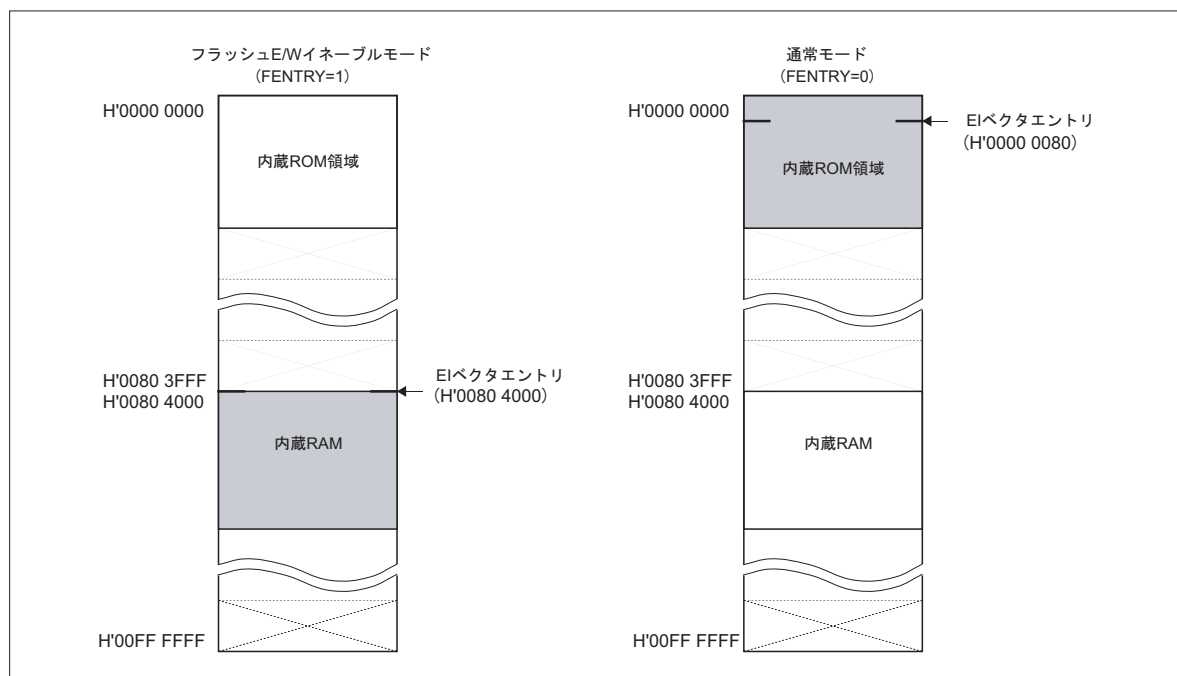 フラッシュE/Wイネーブルモード
(FENTRY=1)
H'0000 0000
内蔵ROM領域
H'0080 3FFF
H'0080 4000
EIベクタエントリ
(H'0080 4000)
内蔵RAM
H'00FF FFFF
通常モード
(FENTRY=0)
H'0000 0000
EIベクタエントリ
(H'0000 0080)
内蔵ROM領域
H'0080 3FFF
H'0080 4000
内蔵RAM
H'00FF FFFF